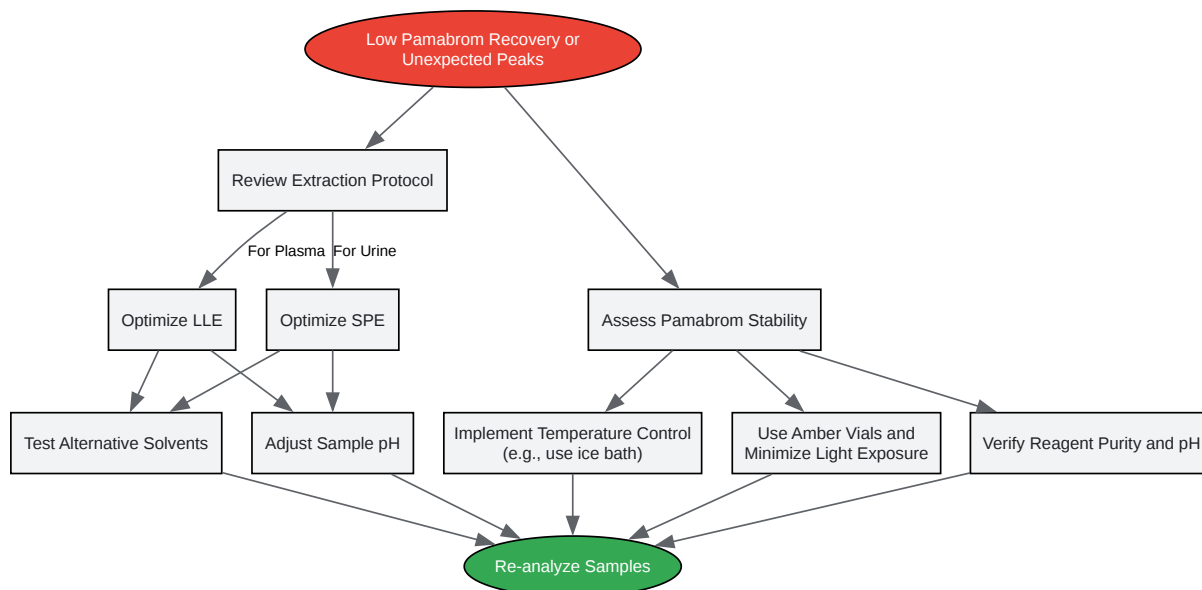 Low Pamabrom Recovery or
Unexpected Peaks
Review Extraction Protocol
For Plasma
For Urine
Optimize LLE
Optimize SPE
Assess Pamabrom Stability
Test Alternative Solvents
Adjust Sample pH
Implement Temperature Control
(e.g., use ice bath)
Use Amber Vials and
Minimize Light Exposure
Verify Reagent Purity and pH
Re-analyze Samples